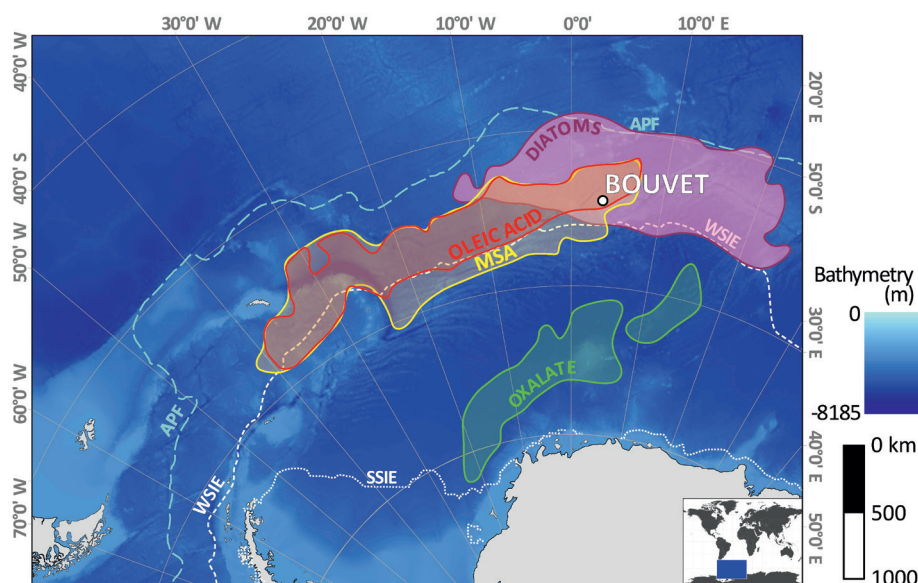 30°0' W
20°0' W
10°0' W
0°0'
10°0' E
40°0' W
20°0' E
40°0' S
50°0' W
60°0' W
70°0' W
50°0' S
30°0' E
40°0' E
50°0' E
APF
DIATOMS
BOUVET
OLEIC ACID
MSA
WSIE
OXALATE
APF
WSIE
SSIE
Bathymetry
(m)
0
-8185
0 km
500
1000